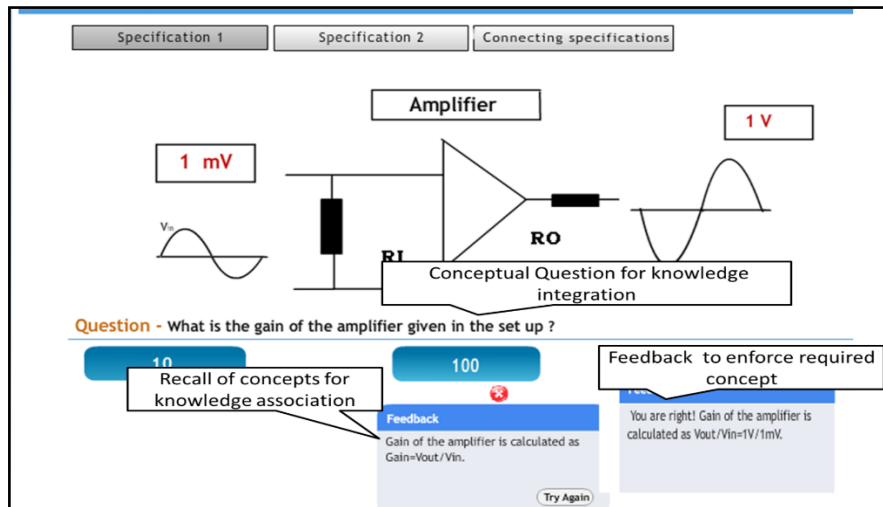 Specification 1
Specification 2
Connecting specifications
Amplifier
1 V
1 mV
Vin
RO
Conceptual Question for knowledge
integration
Question - What is the gain of the amplifier given in the set up ?
10
100
Recall of concepts for
knowledge association
Feedback to enforce required
concept
Feedback
Gain of the amplifier is calculated as
Gain=Vout/Vin.
Try Again
You are right! Gain of the amplifier is
calculated as Vout/Vin=1V/1mV.